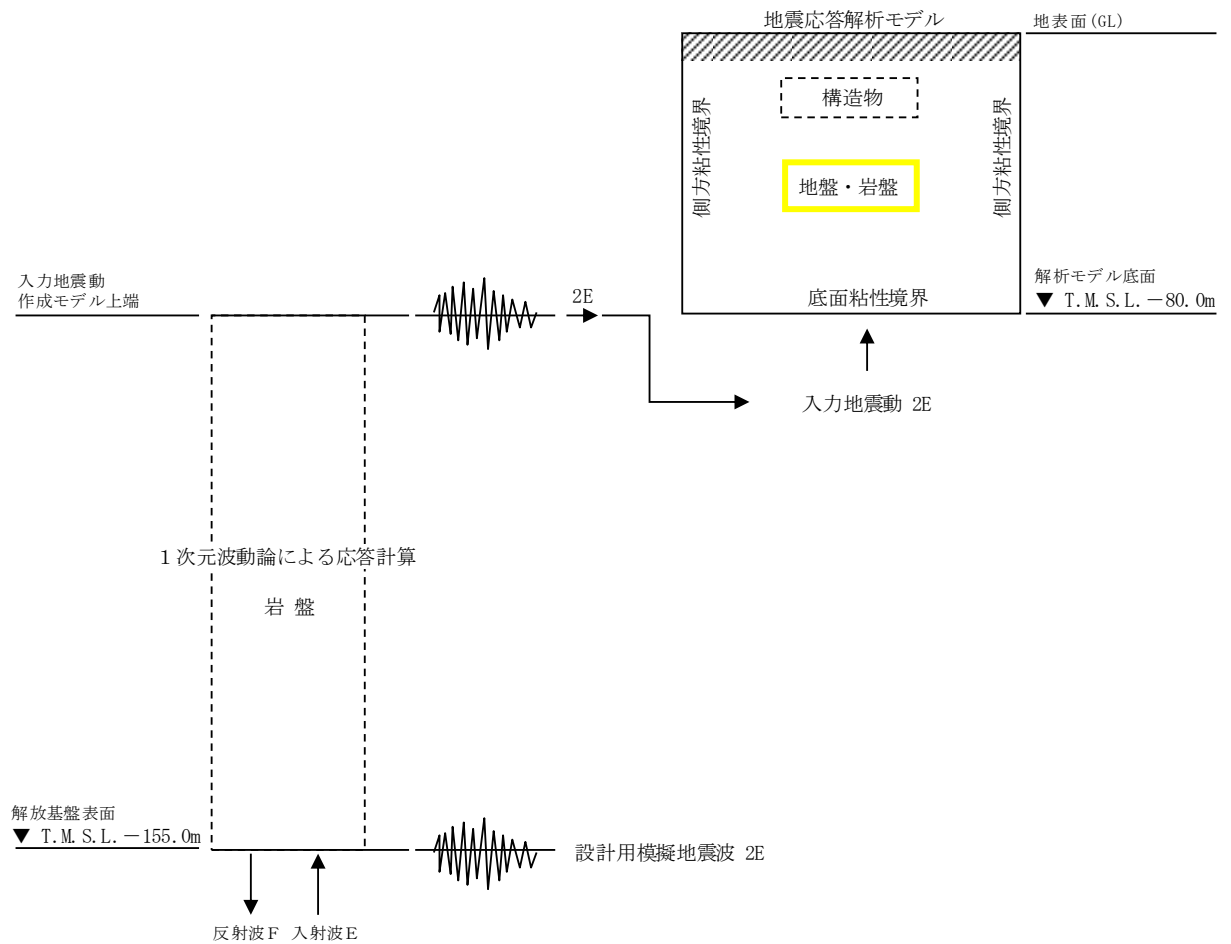 地震応答解析モデル
地表面(GL)
構造物
側方粘性境界
側方粘性境界
地盤・岩盤
入力地震動
作成モデル上端
2E
底面粘性境界
解析モデル底面
▼ T.M.S.L.－80.0m
入力地震動 2E
１次元波動論による応答計算
岩 盤
解放基盤表面
▼ T.M.S.L.－155.0m
設計用模擬地震波 2E
反射波Ｆ 入射波Ｅ